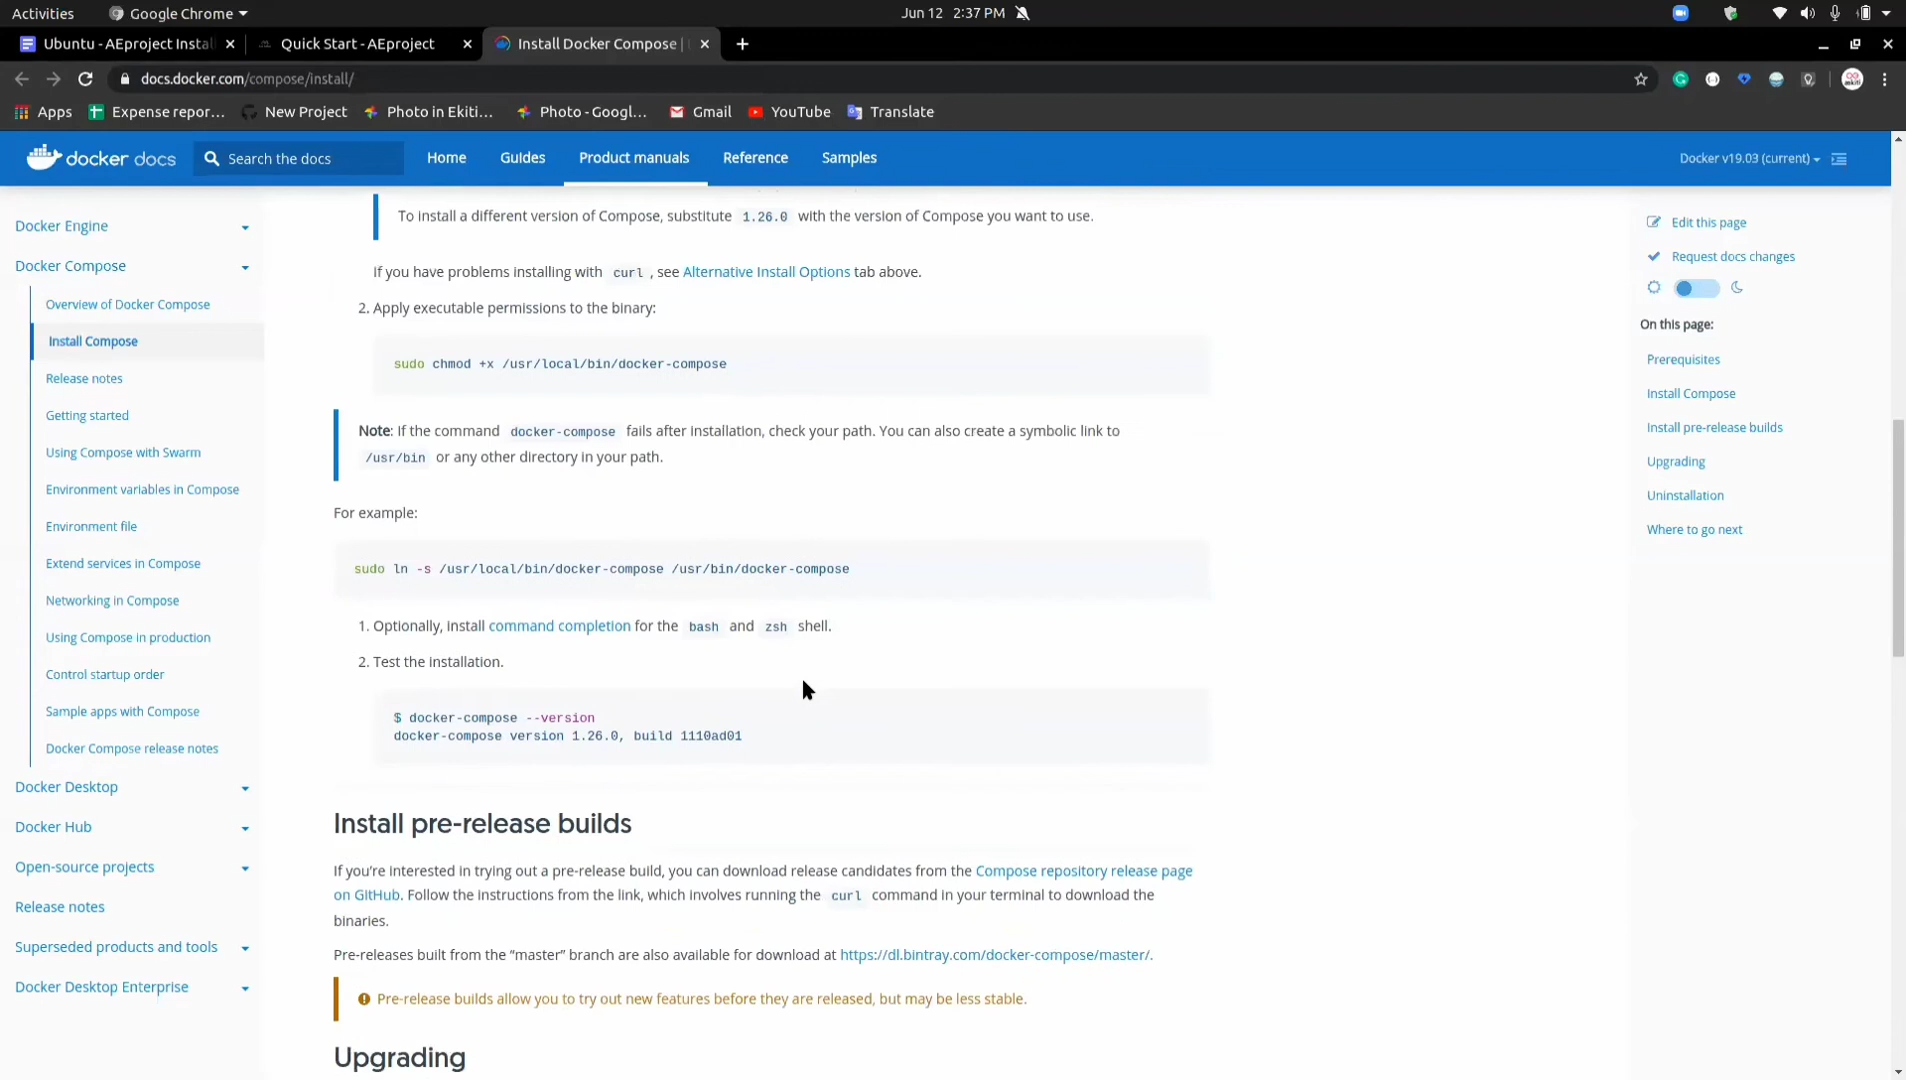 Activities Google Chrome Jun 12 2:37 PM
Ubuntu - AEproject Instal Quick Start - AEproject Install Docker Compose |
docs.docker.com/compose/install/
Apps Expense repor... New Project Photo in Ekiti... Photo - Googl... Gmail YouTube Translate
docker docs Search the docs Home Guides Product manuals Reference Samples Docker v19.03 (current)
Docker Engine
Docker Compose
Overview of Docker Compose
Install Compose
Release notes
Getting started
Using Compose with Swarm
Environment variables in Compose
Environment file
Extend services in Compose
Networking in Compose
Using Compose in production
Control startup order
Sample apps with Compose
Docker Compose release notes
Docker Desktop
Docker Hub
Open-source projects
Release notes
Superseded products and tools
Docker Desktop Enterprise
To install a different version of Compose, substitute 1.26.0 with the version of Compose you want to use.
If you have problems installing with curl , see Alternative Install Options tab above.
2. Apply executable permissions to the binary:
sudo chmod +x /usr/local/bin/docker-compose
Note: If the command docker-compose fails after installation, check your path. You can also create a symbolic link to
/usr/bin or any other directory in your path.
For example:
sudo ln -s /usr/local/bin/docker-compose /usr/bin/docker-compose
1. Optionally, install command completion for the bash and zsh shell.
2. Test the installation.
$ docker-compose --version
docker-compose version 1.26.0, build 1110ad01
Install pre-release builds
If you’re interested in trying out a pre-release build, you can download release candidates from the Compose repository release page
on GitHub. Follow the instructions from the link, which involves running the curl command in your terminal to download the
binaries.
Pre-releases built from the “master” branch are also available for download at https://dl.bintray.com/docker-compose/master/.
Pre-release builds allow you to try out new features before they are released, but may be less stable.
Upgrading
Edit this page
Request docs changes
On this page:
Prerequisites
Install Compose
Install pre-release builds
Upgrading
Uninstallation
Where to go next